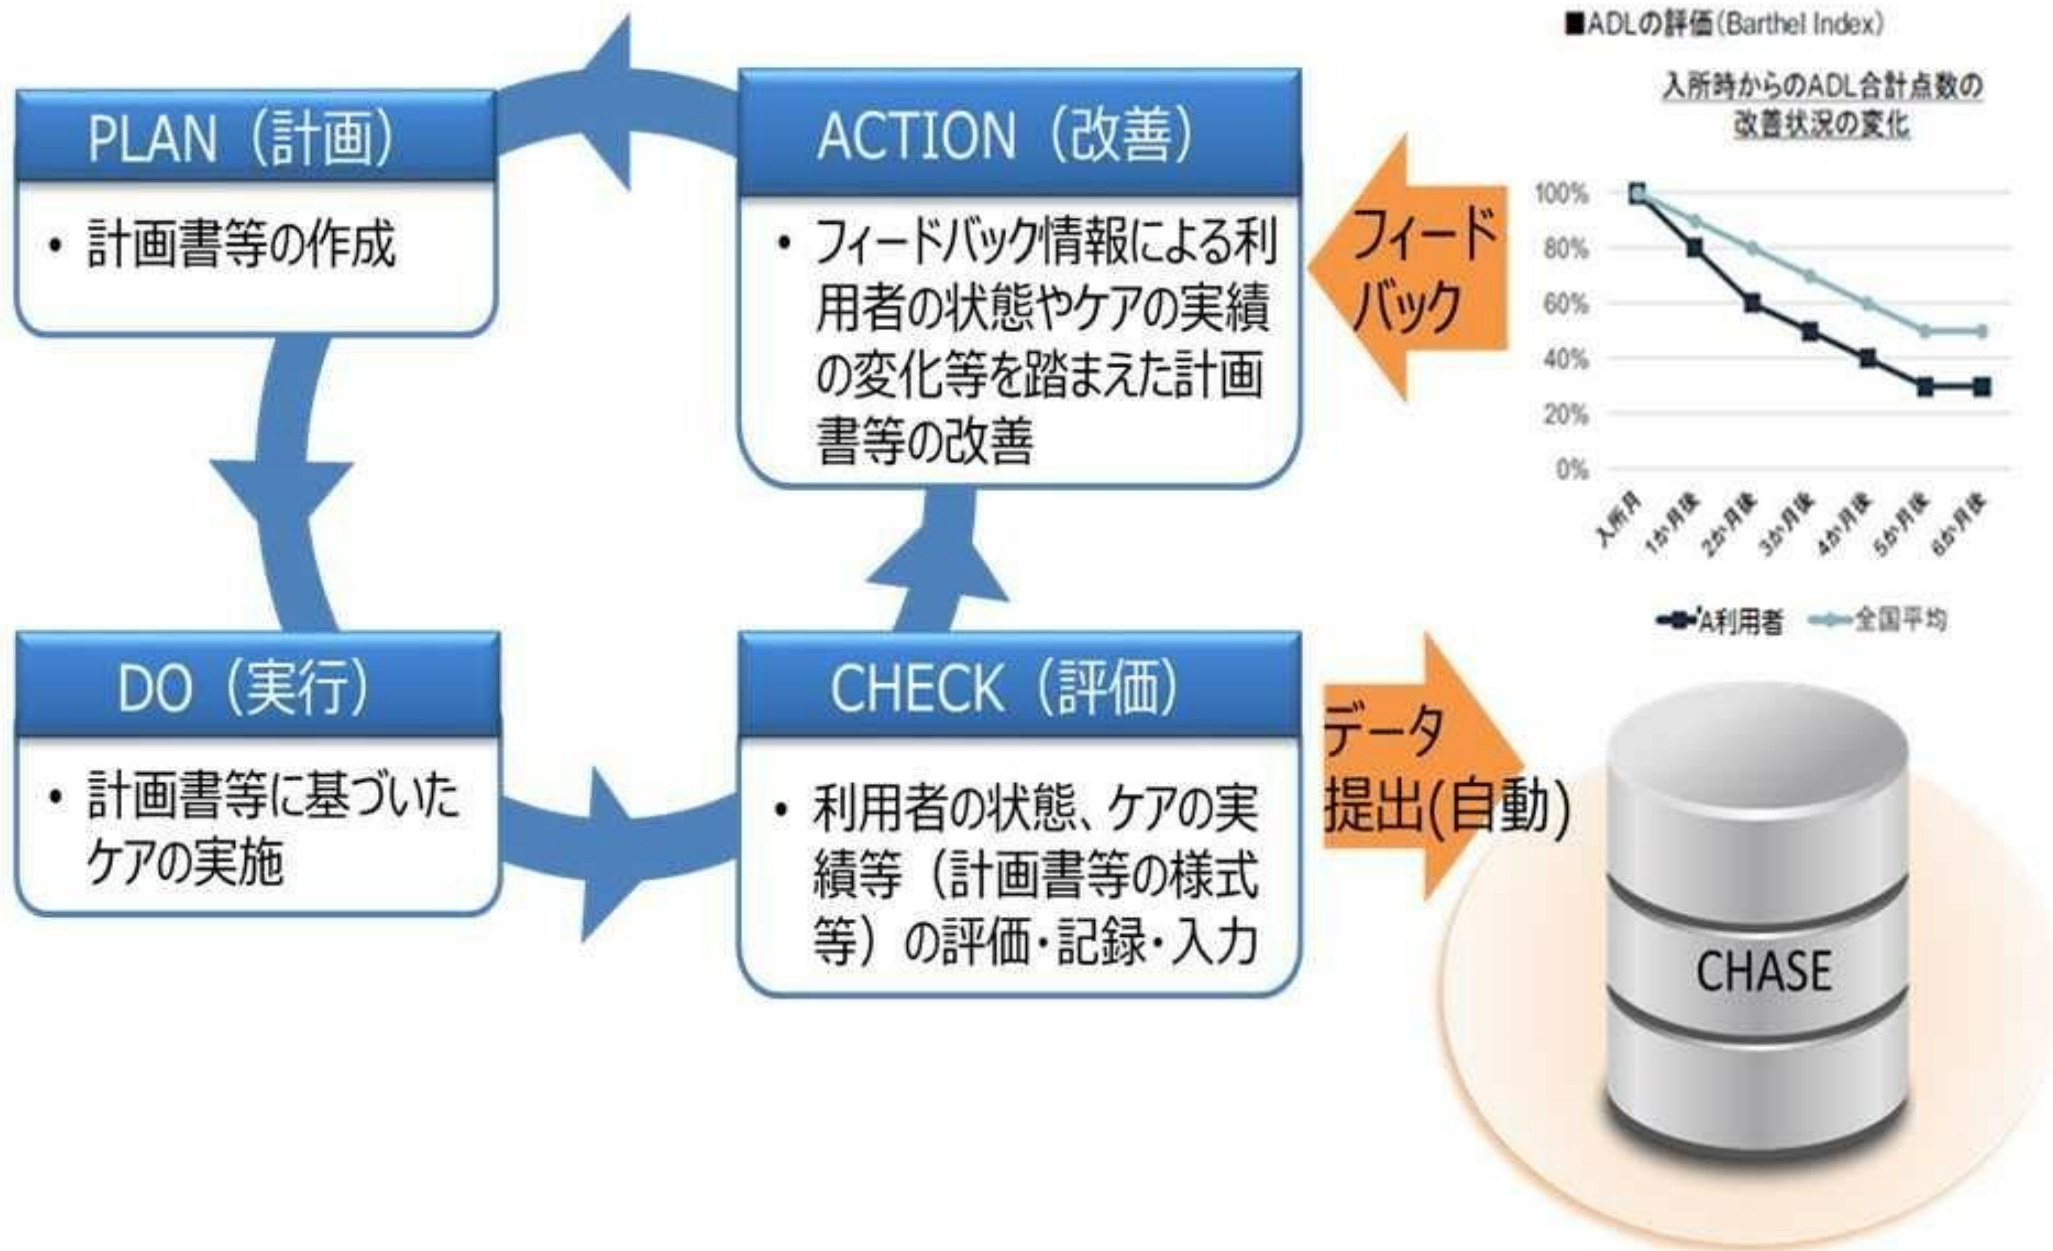 PLAN（計画）
・計画書等の作成
ACTION（改善）
・フィードバック情報による利
用者の状態やケアの実績
の変化等を踏まえた計画
書等の改善
フィード
バック
■ADLの評価（Barthel Index）
入所時からのADL合計点数の
改善状況の変化
100%
80%
60%
40%
20%
0%
入所月
1か月後
2か月後
3か月後
4か月後
5か月後
6か月後
A利用者 全国平均
DO（実行）
・計画書等に基づいた
ケアの実施
CHECK（評価）
・利用者の状態、ケアの実
績等（計画書等の様式
等）の評価・記録・入力
データ
提出(自動)
CHASE